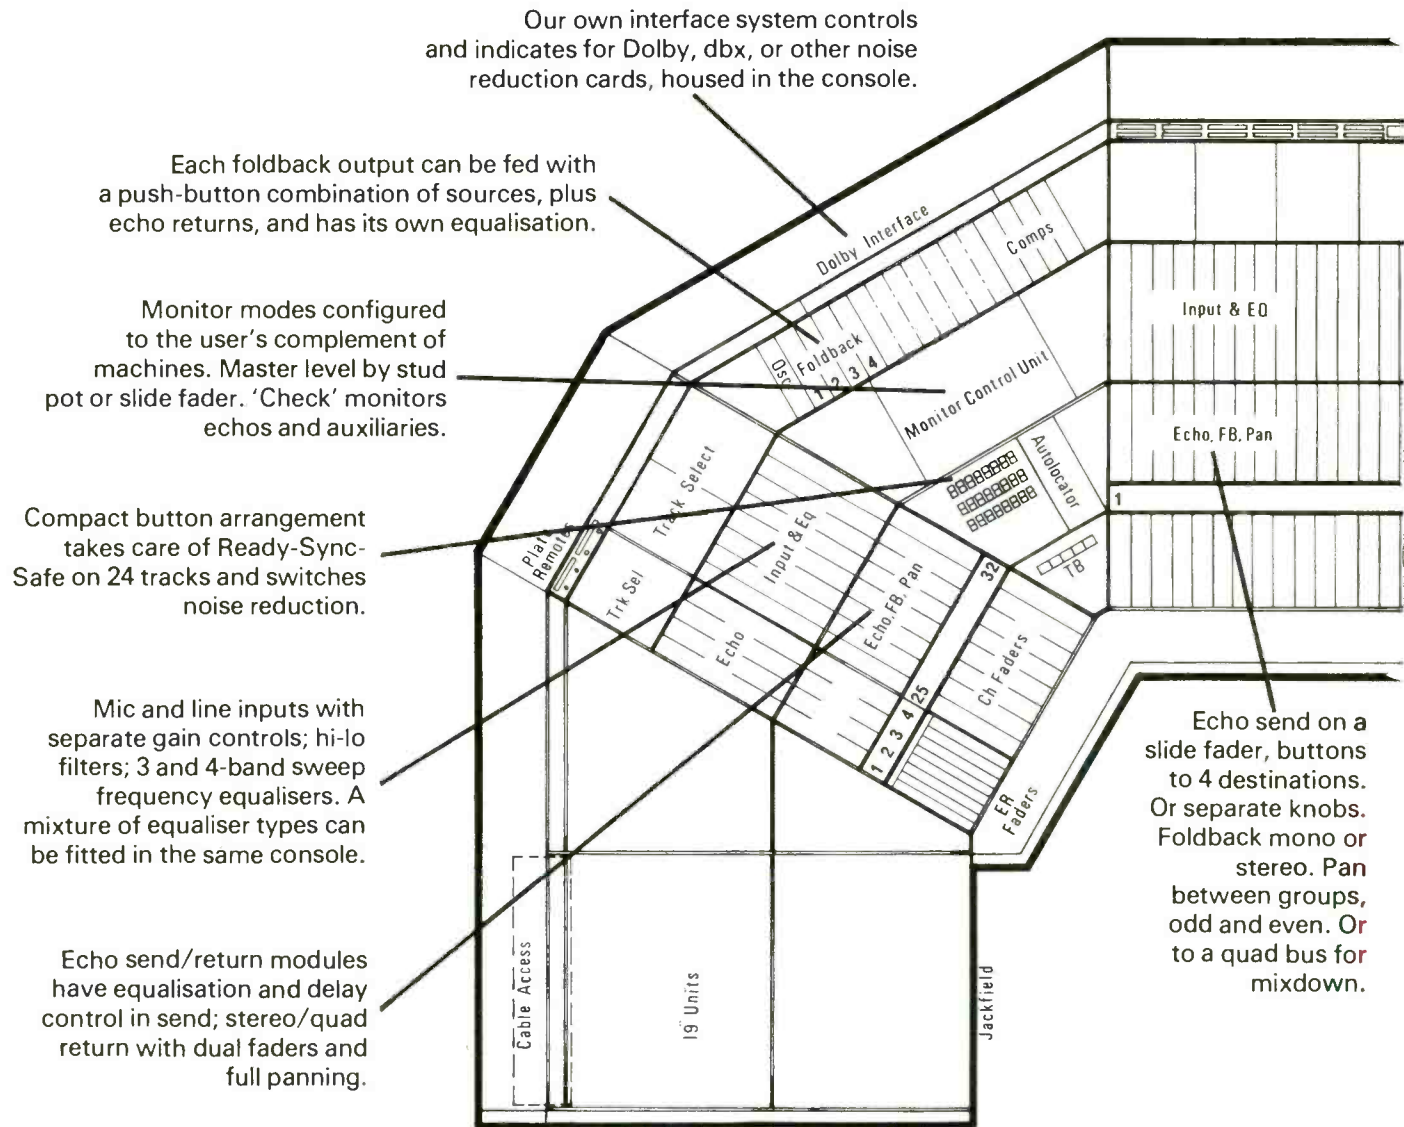 Our own interface system controls
and indicates for Dolby, dbx, or other noise
reduction cards, housed in the console.
Each foldback output can be fed with
a push-button combination of sources, plus
echo returns, and has its own equalisation.
Monitor modes configured
to the user's complement of
machines. Master level by stud
pot or slide fader. 'Check' monitors
echos and auxiliaries.
Compact button arrangement
takes care of Ready-Sync-
Safe on 24 tracks and switches
noise reduction.
Mic and line inputs with
separate gain controls; hi-lo
filters; 3 and 4-band sweep
frequency equalisers. A
mixture of equaliser types can
be fitted in the same console.
Echo send/return modules
have equalisation and delay
control in send; stereo/quad
return with dual faders and
full panning.
Dolby Interface
Comps
Osc
Foldback
1 2 3 4
Monitor Control Unit
Autolocator
TB
Track Select
Remotes
Trk Sel
Input & Eq
Echo
Echo, FB, Pan
32
25
1 2 3 4
Ch Faders
ER
Faders
Cable Access
19" Units
Jackfield
Input & EQ
Echo, FB, Pan
1
Echo send on a
slide fader, buttons
to 4 destinations.
Or separate knobs.
Foldback mono or
stereo. Pan
between groups,
odd and even. Or
to a quad bus for
mixdown.